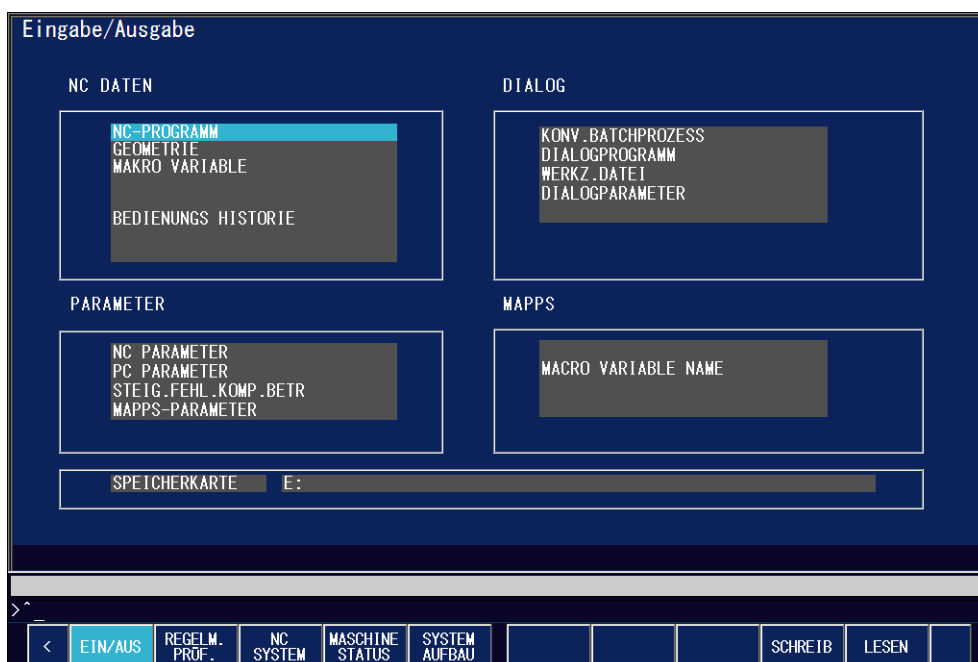 Eingabe/Ausgabe
NC DATEN
NC-PROGRAMM
GEOMETRIE
MAKRO VARIABLE
BEDIENUNGS HISTORIE
DIALOG
KONV.BATCHPROZESS
DIALOGPROGRAMM
WERKZ.DATEI
DIALOGPARAMETER
PARAMETER
NC PARAMETER
PC PARAMETER
STEIG.FEHL.KOMP.BETR
MAPPS-PARAMETER
MAPPS
MACRO VARIABLE NAME
SPEICHERKARTE E:
>^_
< EIN/AUS REGELM. PRÜF. NC SYSTEM MASCHINE STATUS SYSTEM AUFBAU SCHREIB LESEN